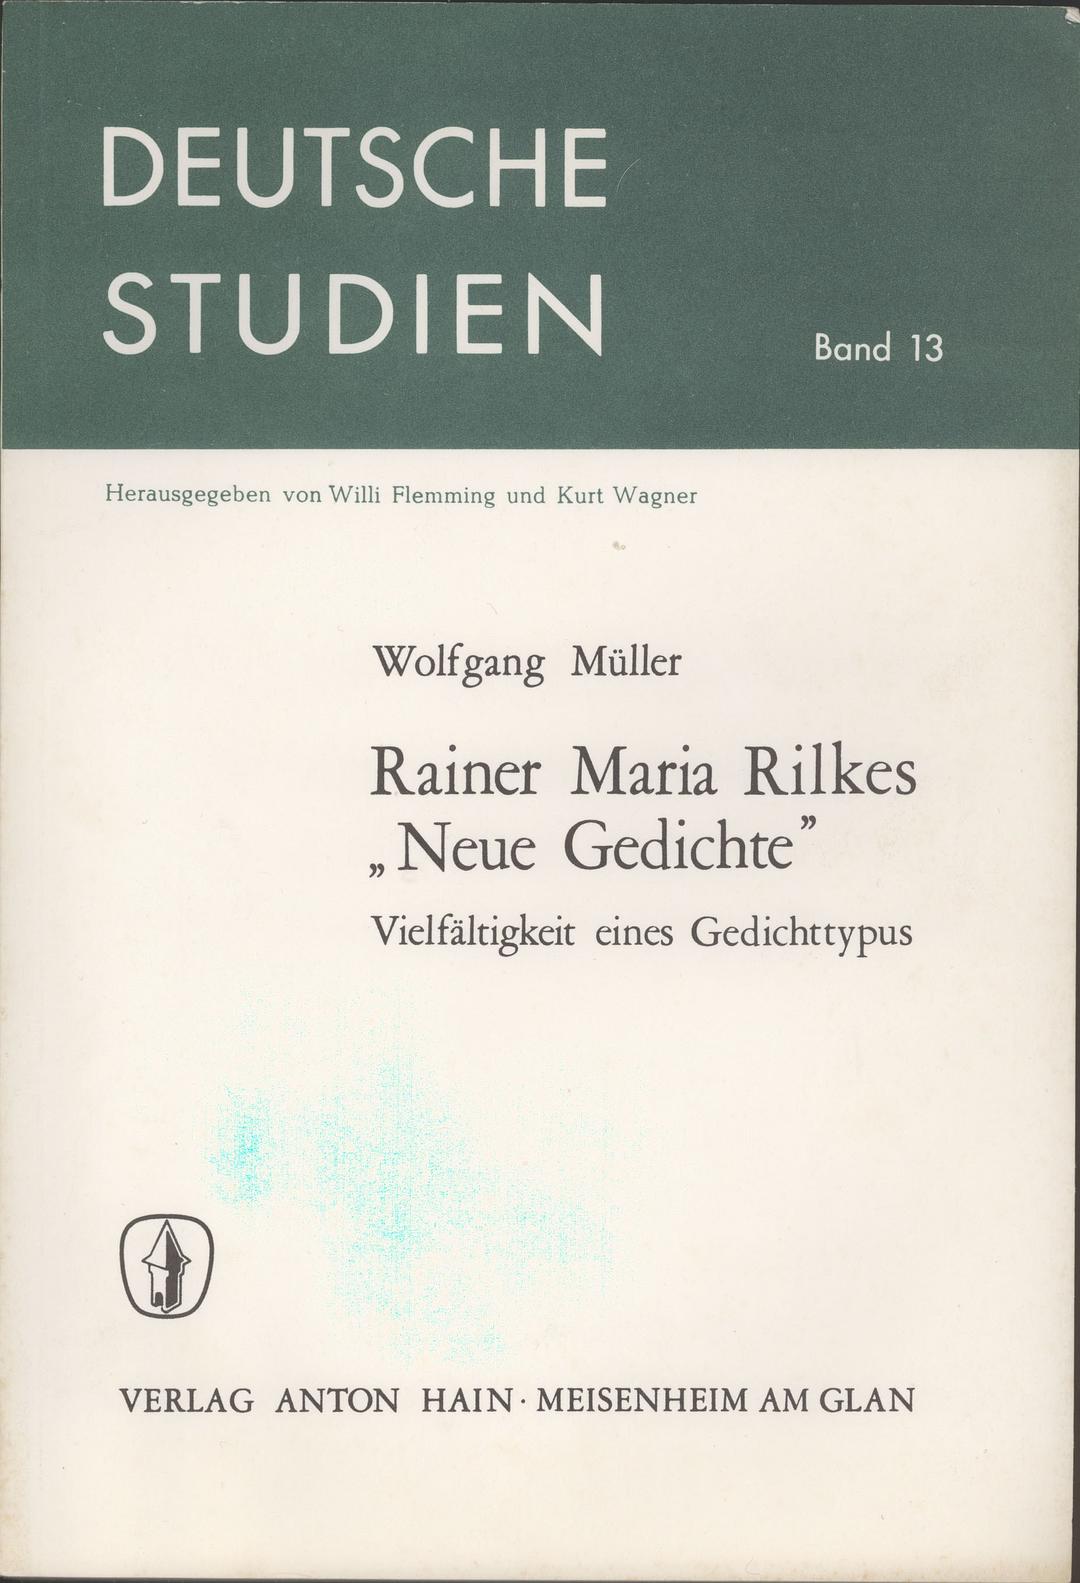 DEUTSCHE
STUDIEN
Band 13
Herausgegeben von Willi Flemming und Kurt Wagner
Wolfgang Müller
Rainer Maria Rilkes
„Neue Gedichte”
Vielfältigkeit eines Gedichttypus
VERLAG ANTON HAIN · MEISENHEIM AM GLAN